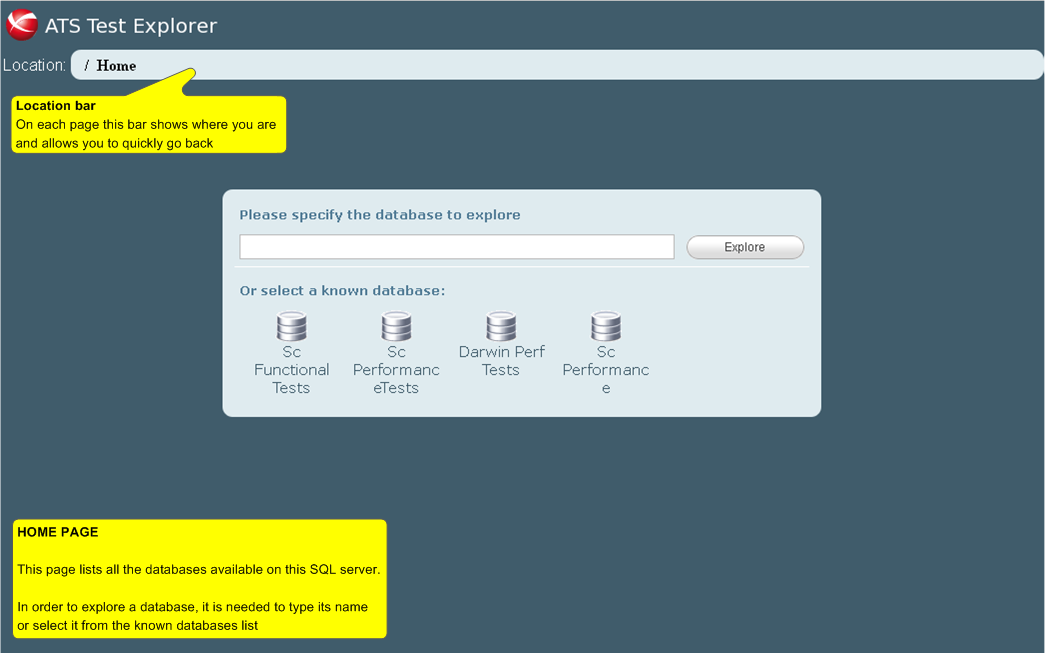 ATS Test Explorer
Location: / Home
Location bar
On each page this bar shows where you are
and allows you to quickly go back
Please specify the database to explore
Explore
Or select a known database:
Sc
Functional
Tests
Sc
Performanc
eTests
Darwin Perf
Tests
Sc
Performanc
e
HOME PAGE
This page lists all the databases available on this SQL server.
In order to explore a database, it is needed to type its name
or select it from the known databases list